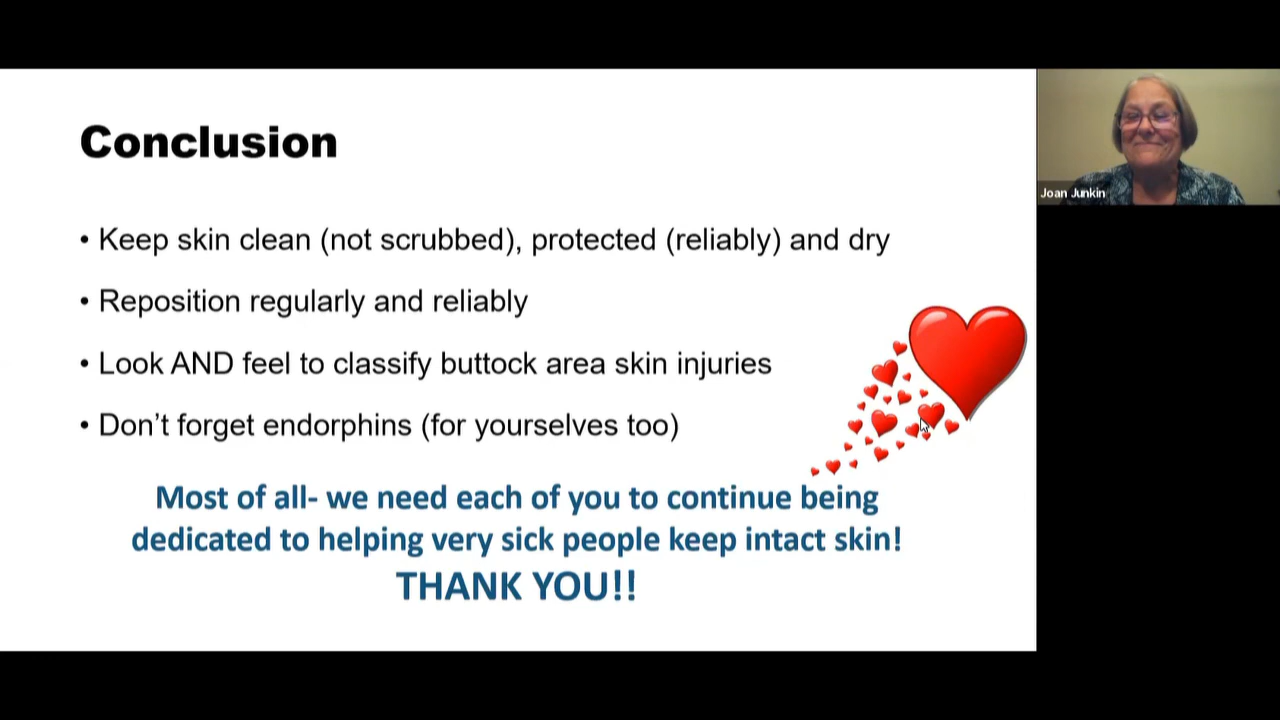 Conclusion
• Keep skin clean (not scrubbed), protected (reliably) and dry
• Reposition regularly and reliably
• Look AND feel to classify buttock area skin injuries
• Don’t forget endorphins (for yourselves too)
Most of all- we need each of you to continue being
dedicated to helping very sick people keep intact skin!
THANK YOU!!
Joan Junkin